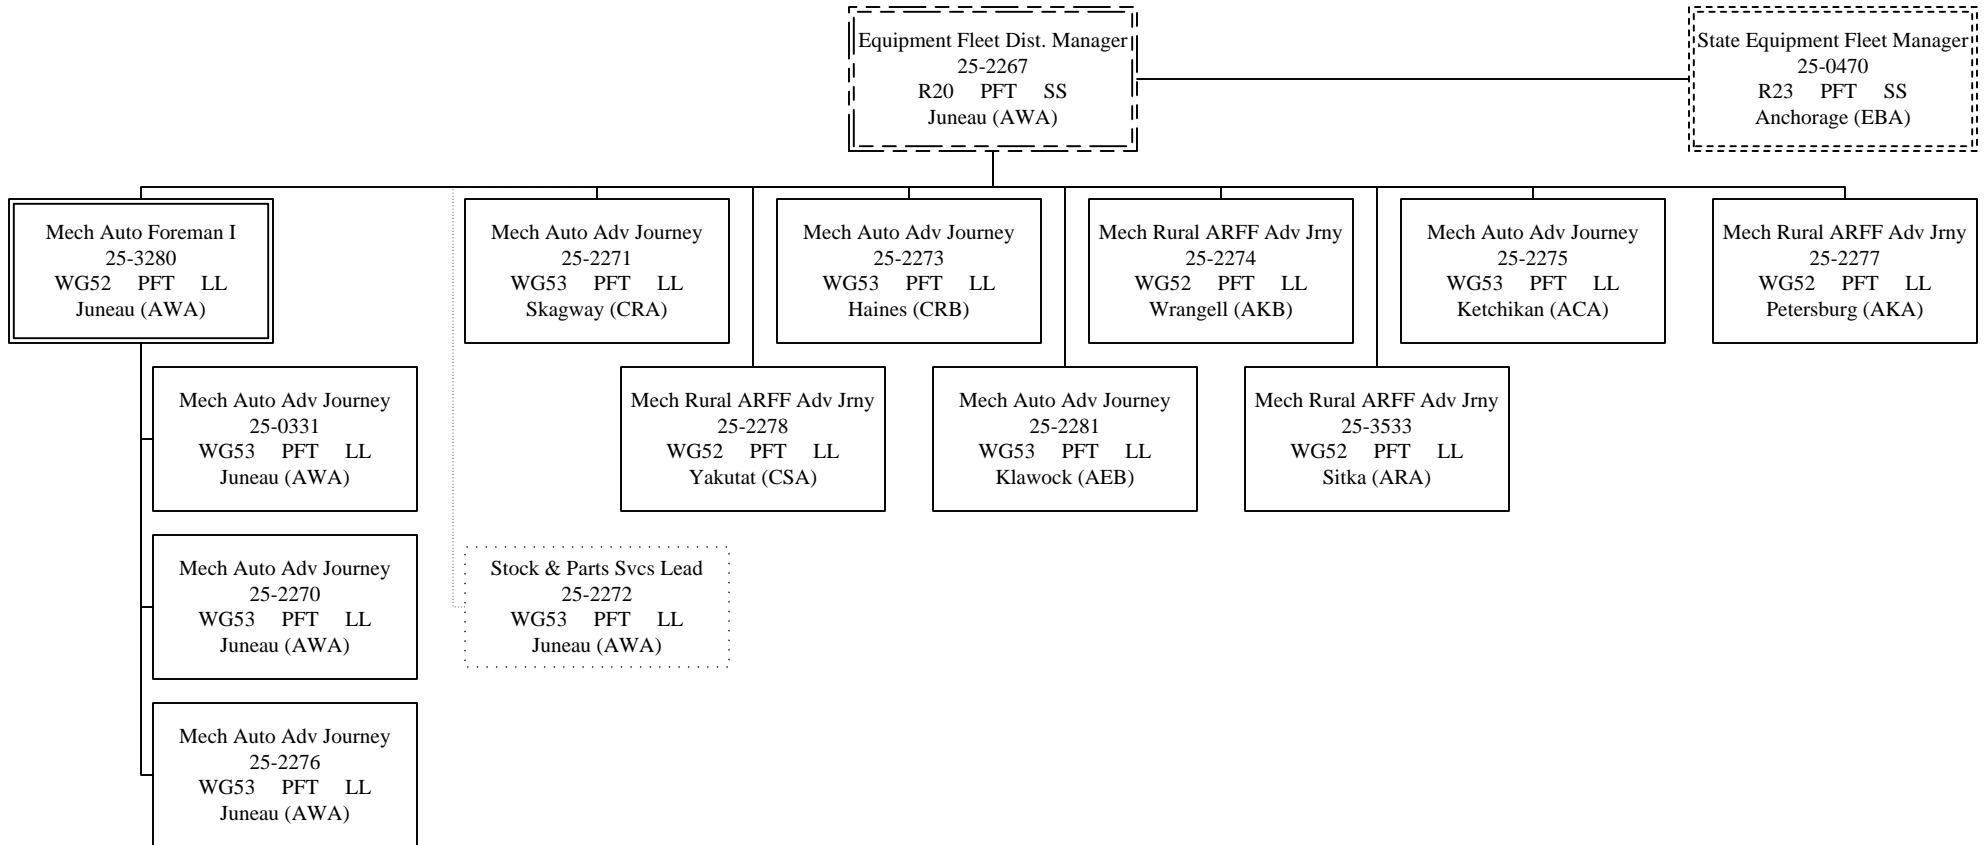 Equipment Fleet Dist. Manager
25-2267
R20 PFT SS
Juneau (AWA)
State Equipment Fleet Manager
25-0470
R23 PFT SS
Anchorage (EBA)
Mech Auto Foreman I
25-3280
WG52 PFT LL
Juneau (AWA)
Mech Auto Adv Journey
25-2271
WG53 PFT LL
Skagway (CRA)
Mech Auto Adv Journey
25-2273
WG53 PFT LL
Haines (CRB)
Mech Rural ARFF Adv Jrny
25-2274
WG52 PFT LL
Wrangell (AKB)
Mech Auto Adv Journey
25-2275
WG53 PFT LL
Ketchikan (ACA)
Mech Rural ARFF Adv Jrny
25-2277
WG52 PFT LL
Petersburg (AKA)
Mech Auto Adv Journey
25-0331
WG53 PFT LL
Juneau (AWA)
Mech Rural ARFF Adv Jrny
25-2278
WG52 PFT LL
Yakutat (CSA)
Mech Auto Adv Journey
25-2281
WG53 PFT LL
Klawock (AEB)
Mech Rural ARFF Adv Jrny
25-3533
WG52 PFT LL
Sitka (ARA)
Mech Auto Adv Journey
25-2270
WG53 PFT LL
Juneau (AWA)
Stock & Parts Svcs Lead
25-2272
WG53 PFT LL
Juneau (AWA)
Mech Auto Adv Journey
25-2276
WG53 PFT LL
Juneau (AWA)